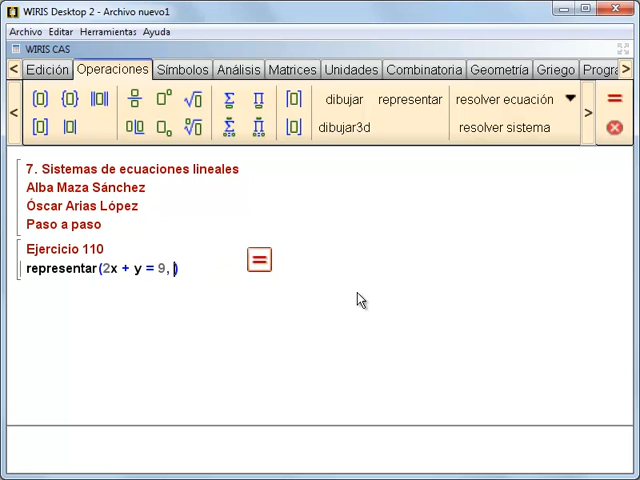 WIRIS Desktop 2 - Archivo nuevo1
Archivo Editar Herramientas Ayuda
WIRIS CAS
Edición Operaciones Símbolos Análisis Matrices Unidades Combinatoria Geometría Griego Progra
dibujar representar resolver ecuación
dibujar3d resolver sistema
7. Sistemas de ecuaciones lineales
Alba Maza Sánchez
Óscar Arias López
Paso a paso
Ejercicio 110
representar(2x + y = 9, )